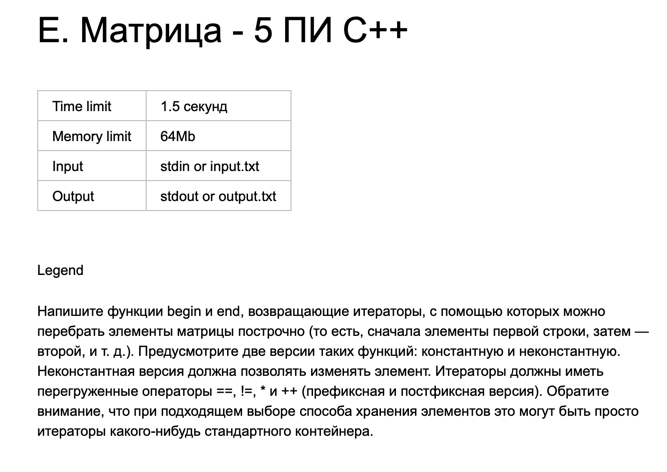 E. Матрица - 5 ПИ C++
Time limit 1.5 секунд
Memory limit 64Mb
Input stdin or input.txt
Output stdout or output.txt
Legend
Напишите функции begin и end, возвращающие итераторы, с помощью которых можно
перебрать элементы матрицы построчно (то есть, сначала элементы первой строки, затем —
второй, и т. д.). Предусмотрите две версии таких функций: константную и неконстантную.
Неконстантная версия должна позволять изменять элемент. Итераторы должны иметь
перегруженные операторы ==, !=, * и ++ (префиксная и постфиксная версия). Обратите
внимание, что при подходящем выборе способа хранения элементов это могут быть просто
итераторы какого-нибудь стандартного контейнера.